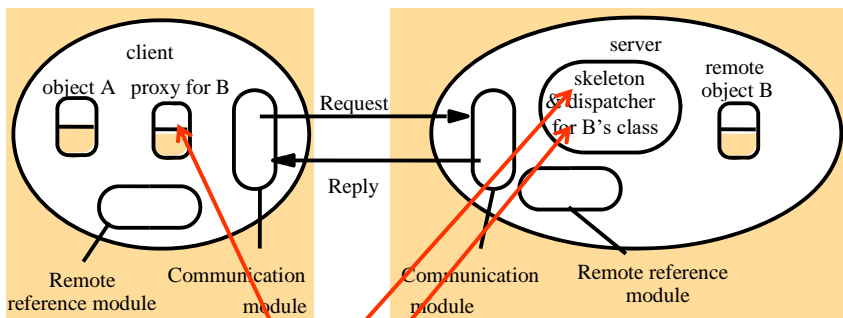 client
object A
proxy for B
Request
Reply
Remote
reference module
Communication
module
server
skeleton
& dispatcher
for B's class
remote
object B
Communication
module
Remote reference
module